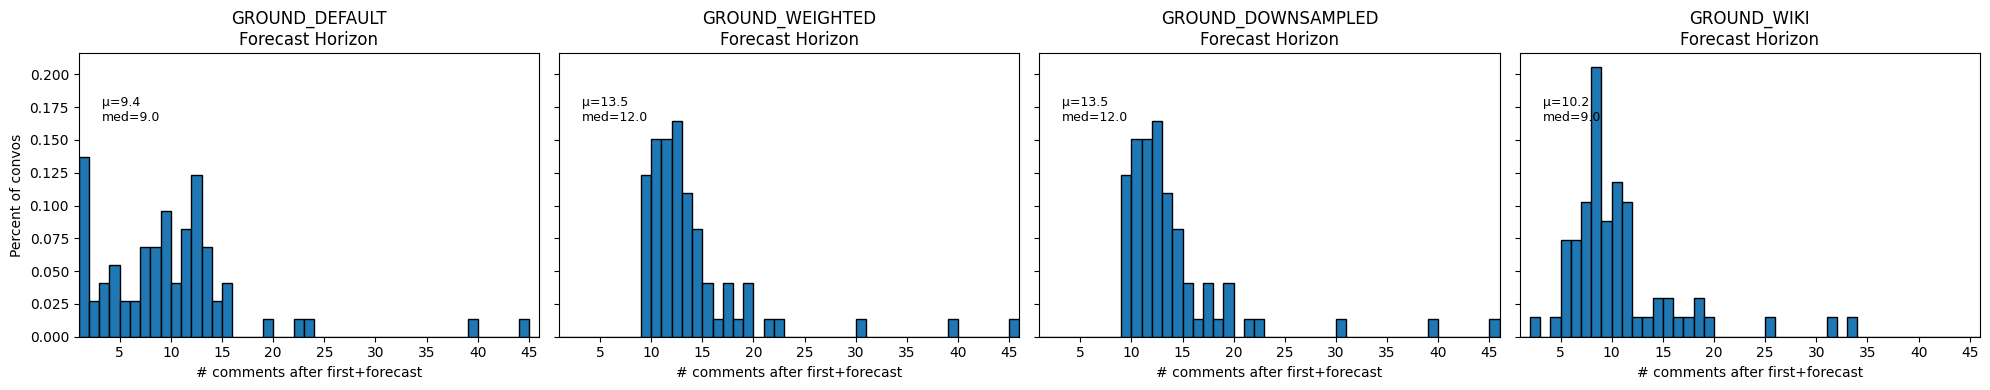 GROUND_DEFAULT
Forecast Horizon
μ=9.4
med=9.0
0.200
0.175
0.150
0.125
0.100
0.075
0.050
0.025
0.000
Percent of convos
5 10 15 20 25 30 35 40 45
# comments after first+forecast
GROUND_WEIGHTED
Forecast Horizon
μ=13.5
med=12.0
5 10 15 20 25 30 35 40 45
# comments after first+forecast
GROUND_DOWNSAMPLED
Forecast Horizon
μ=13.5
med=12.0
5 10 15 20 25 30 35 40 45
# comments after first+forecast
GROUND_WIKI
Forecast Horizon
μ=10.2
med=9.0
5 10 15 20 25 30 35 40 45
# comments after first+forecast